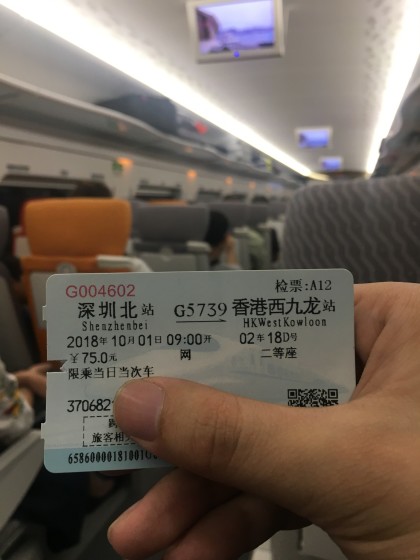 G004602 检票:A12
深圳北站 G5739 香港西九龙站
Shenzhenbei HKWestKowloon
2018年10月01日09:00开 02车18D号
￥75.0元 网 二等座
限乘当日当次车
370682
旅客相
6586000018100